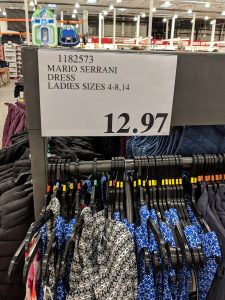 1182573
MARIO SERRANI
DRESS
LADIES SIZES 4-8,14
12.97